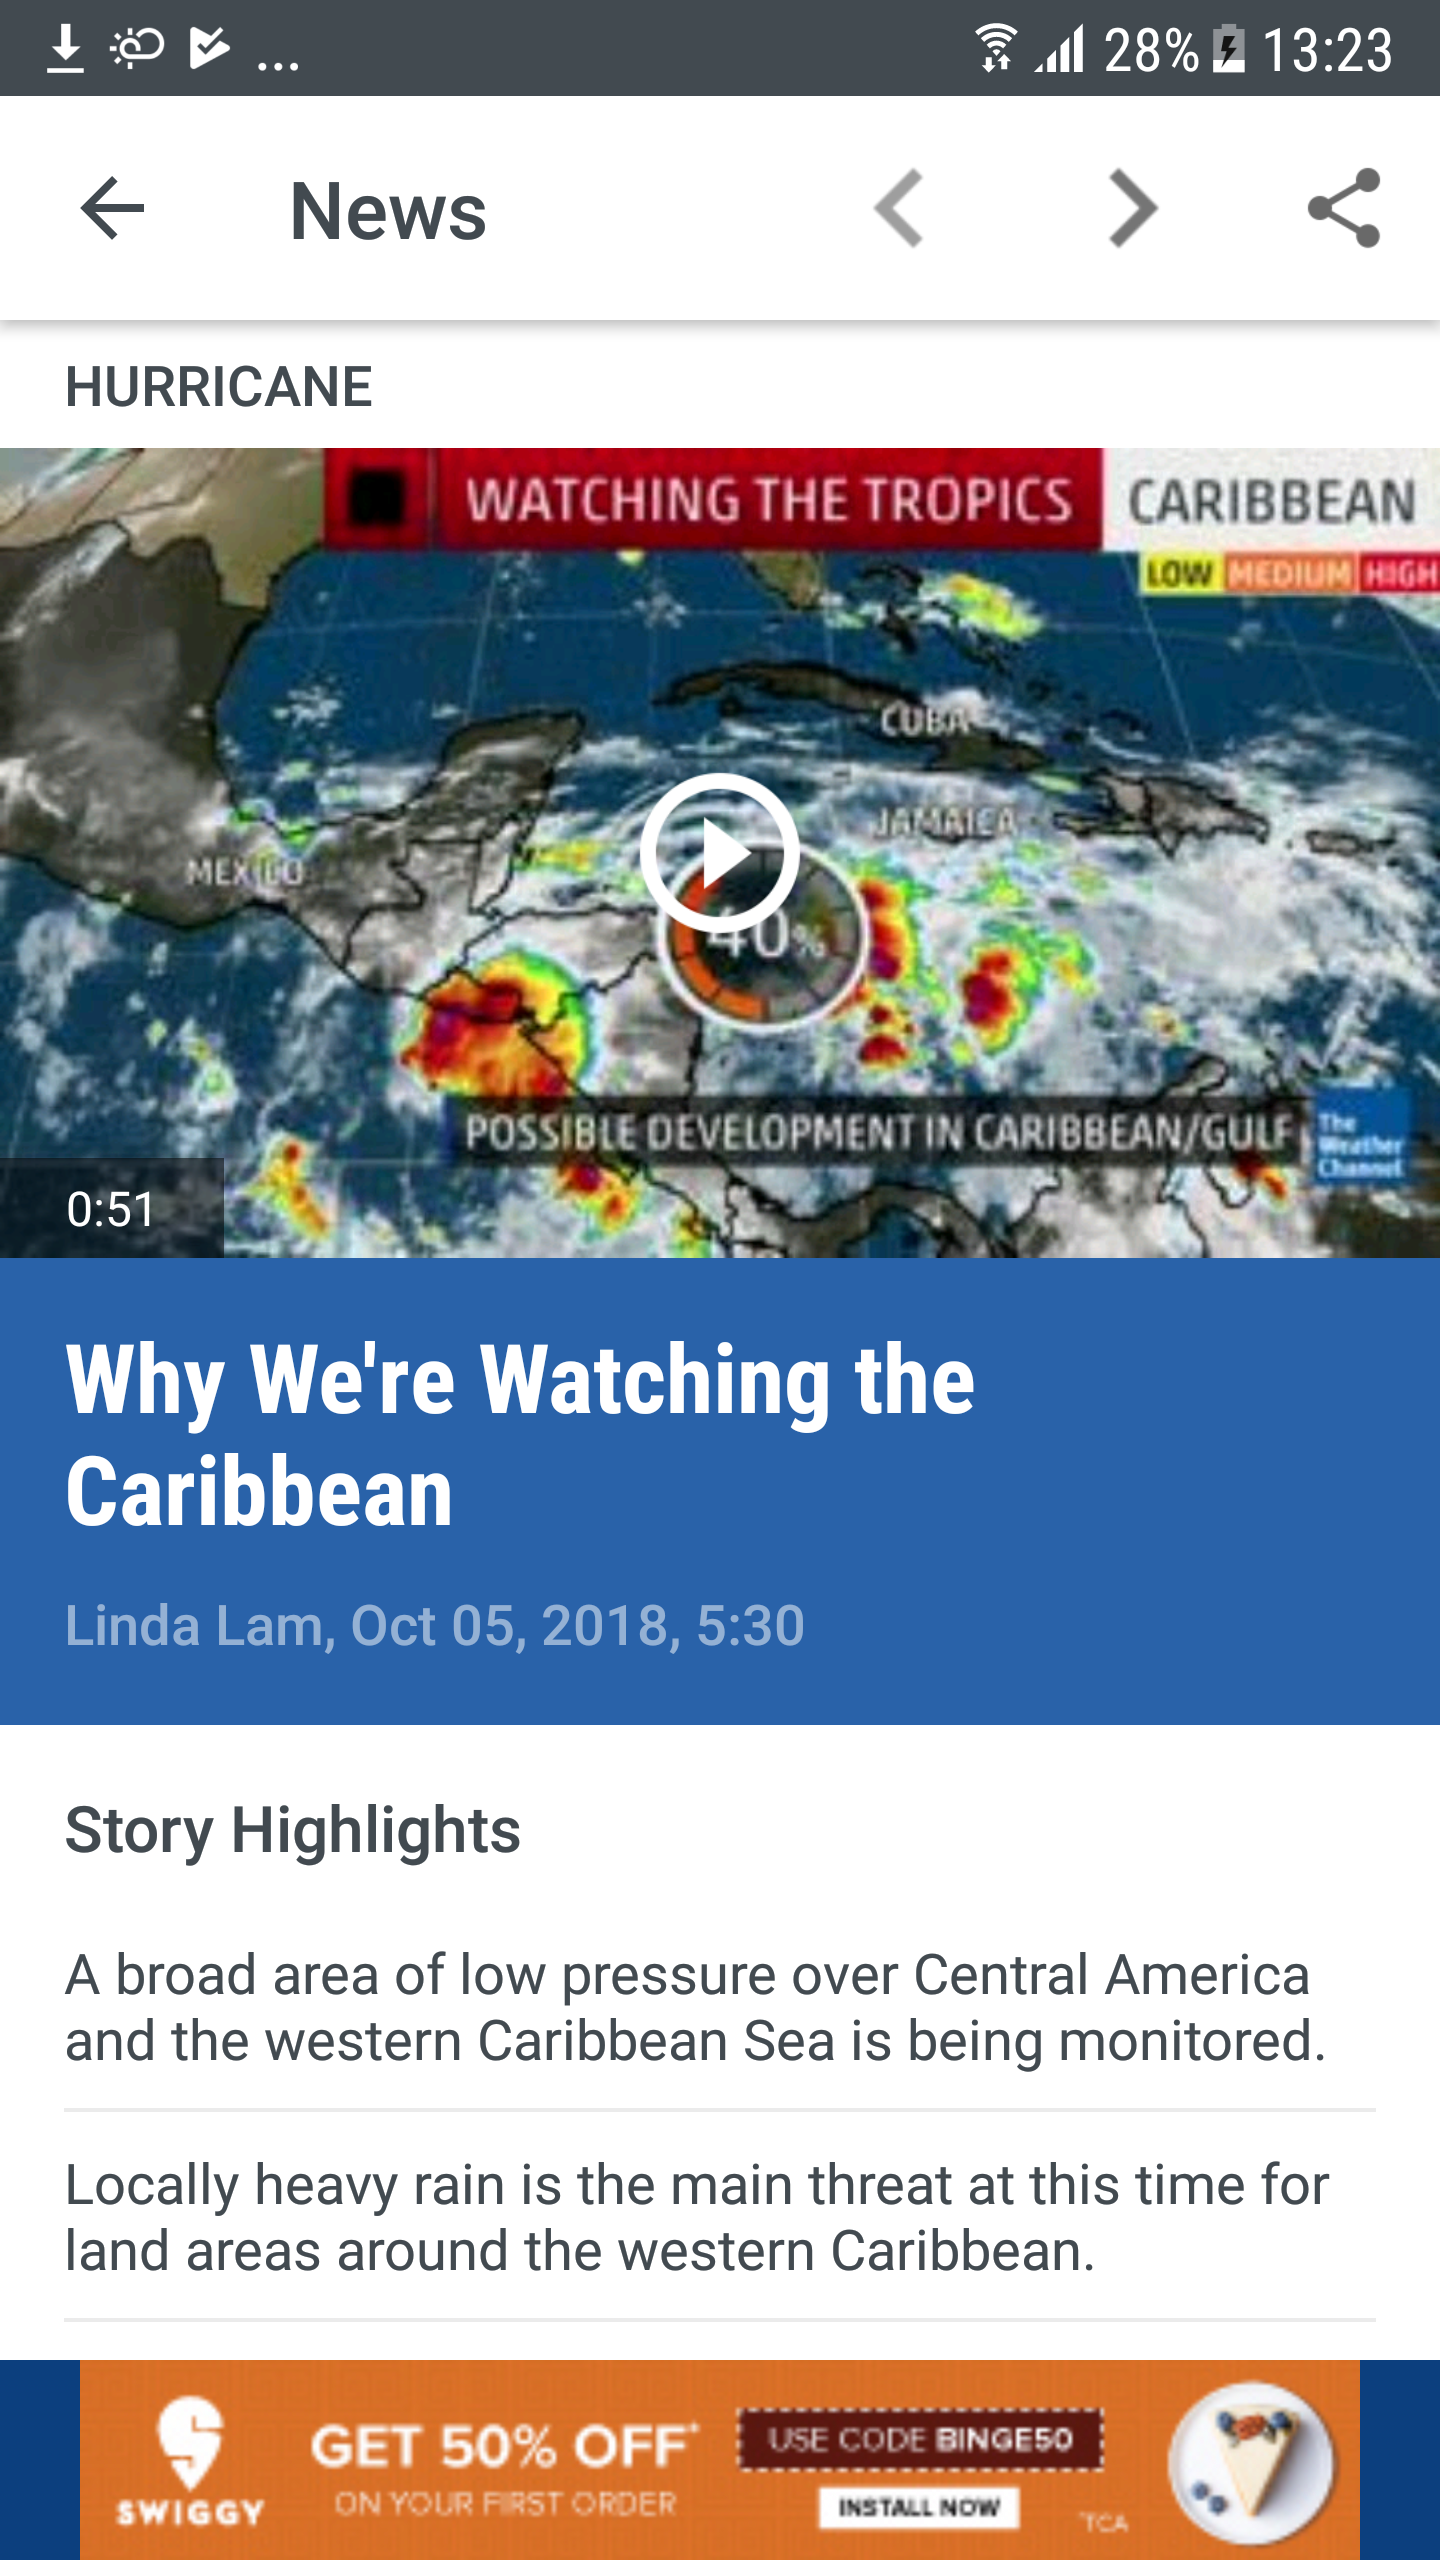 28% 13:23
News
HURRICANE
WATCHING THE TROPICS CARIBBEAN
LOW MEDIUM HIGH
CUBA
JAMAICA
MEXICO
40%
POSSIBLE DEVELOPMENT IN CARIBBEAN/GULF
The
Weather
Channel
0:51
Why We're Watching the
Caribbean
Linda Lam, Oct 05, 2018, 5:30
Story Highlights
A broad area of low pressure over Central America
and the western Caribbean Sea is being monitored.
Locally heavy rain is the main threat at this time for
land areas around the western Caribbean.
SWIGGY
GET 50% OFF*
ON YOUR FIRST ORDER
USE CODE BINGE50
INSTALL NOW
*TCA